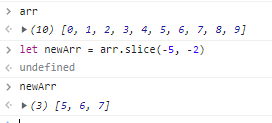 > arr
<· ▶ (10) [0, 1, 2, 3, 4, 5, 6, 7, 8, 9]
> let newArr = arr.slice(-5, -2)
<· undefined
> newArr
<· ▶ (3) [5, 6, 7]